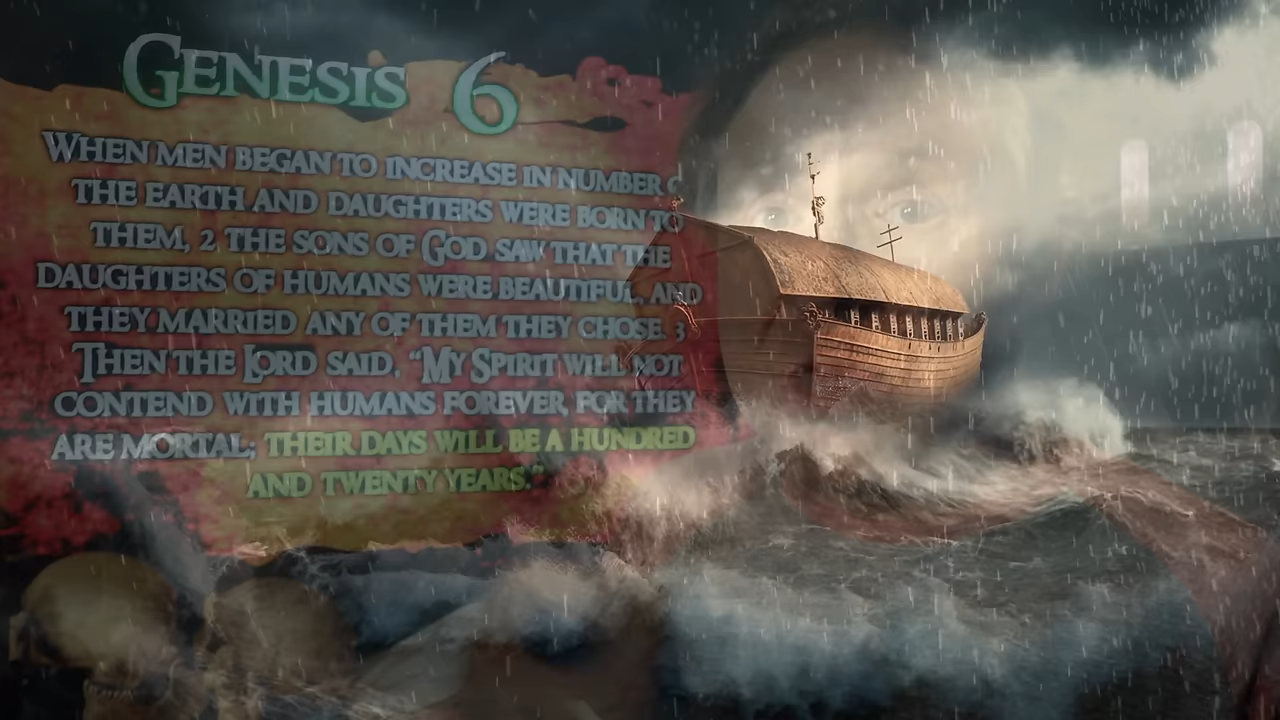 GENESIS 6
WHEN MEN BEGAN TO INCREASE IN NUMBER
THE EARTH AND DAUGHTERS WERE BORN TO
THEM, 2 THE SONS OF GOD SAW THAT THE
DAUGHTERS OF HUMANS WERE BEAUTIFUL, AND
THEY MARRIED ANY OF THEM THEY CHOSE. 3
THEN THE LORD SAID, “MY SPIRIT WILL NOT
CONTEND WITH HUMANS FOREVER, FOR THEY
ARE MORTAL; THEIR DAYS WILL BE A HUNDRED
AND TWENTY YEARS.”